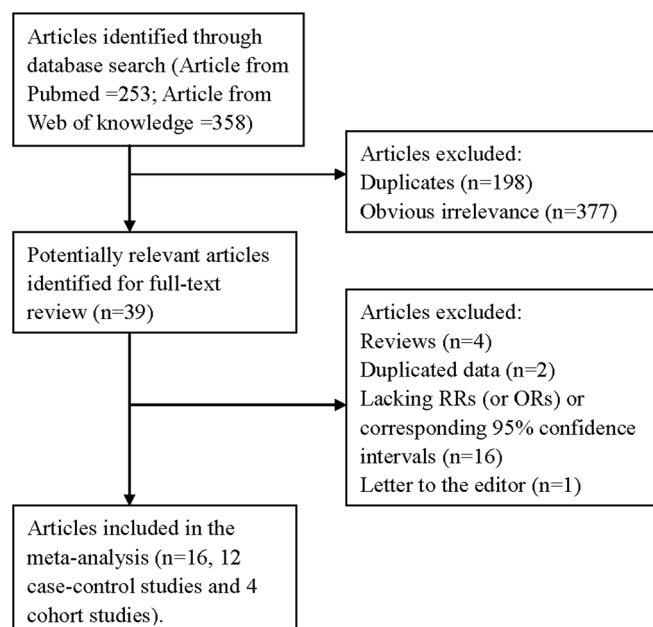 Articles identified through
database search (Article from
Pubmed =253; Article from
Web of knowledge =358)
Articles excluded:
Duplicates (n=198)
Obvious irrelevance (n=377)
Potentially relevant articles
identified for full-text
review (n=39)
Articles excluded:
Reviews (n=4)
Duplicated data (n=2)
Lacking RRs (or ORs) or
corresponding 95% confidence
intervals (n=16)
Letter to the editor (n=1)
Articles included in the
meta-analysis (n=16, 12
case-control studies and 4
cohort studies).